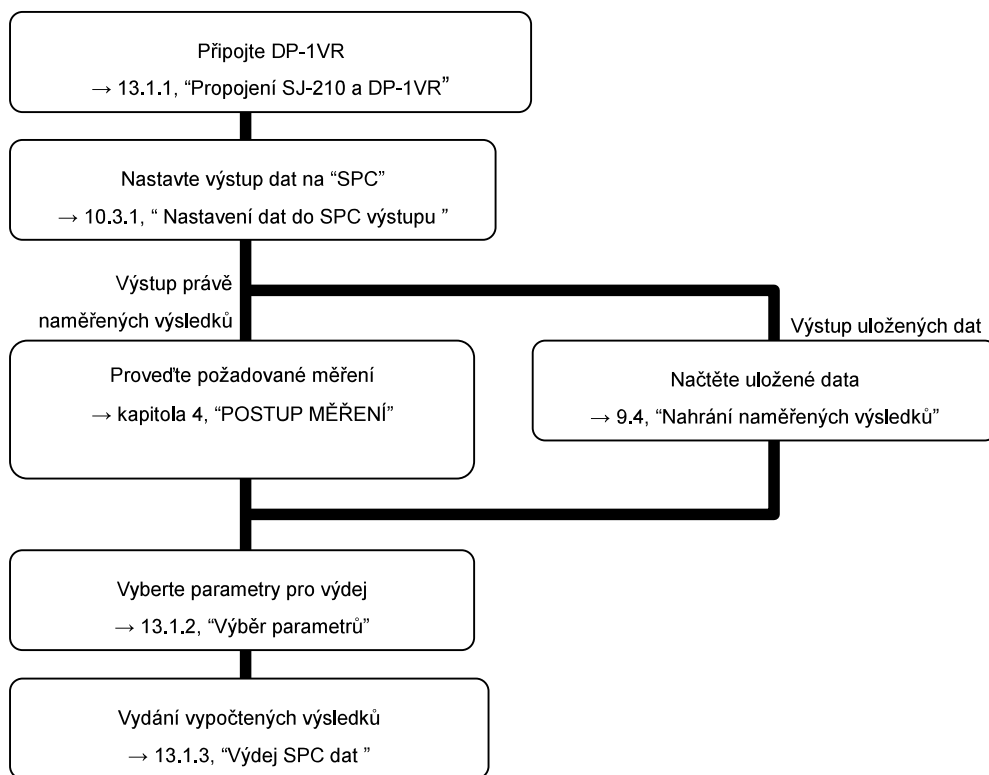 Připojte DP-1VR
→ 13.1.1, “Propojení SJ-210 a DP-1VR”
Nastavte výstup dat na “SPC”
→ 10.3.1, “ Nastavení dat do SPC výstupu ”
Výstup právě
naměřených výsledků
Výstup uložených dat
Proveďte požadované měření
→ kapitola 4, “POSTUP MĚŘENÍ”
Načtěte uložené data
→ 9.4, “Nahrání naměřených výsledků”
Vyberte parametry pro výdej
→ 13.1.2, “Výběr parametrů”
Vydání vypočtených výsledků
→ 13.1.3, “Výdej SPC dat ”